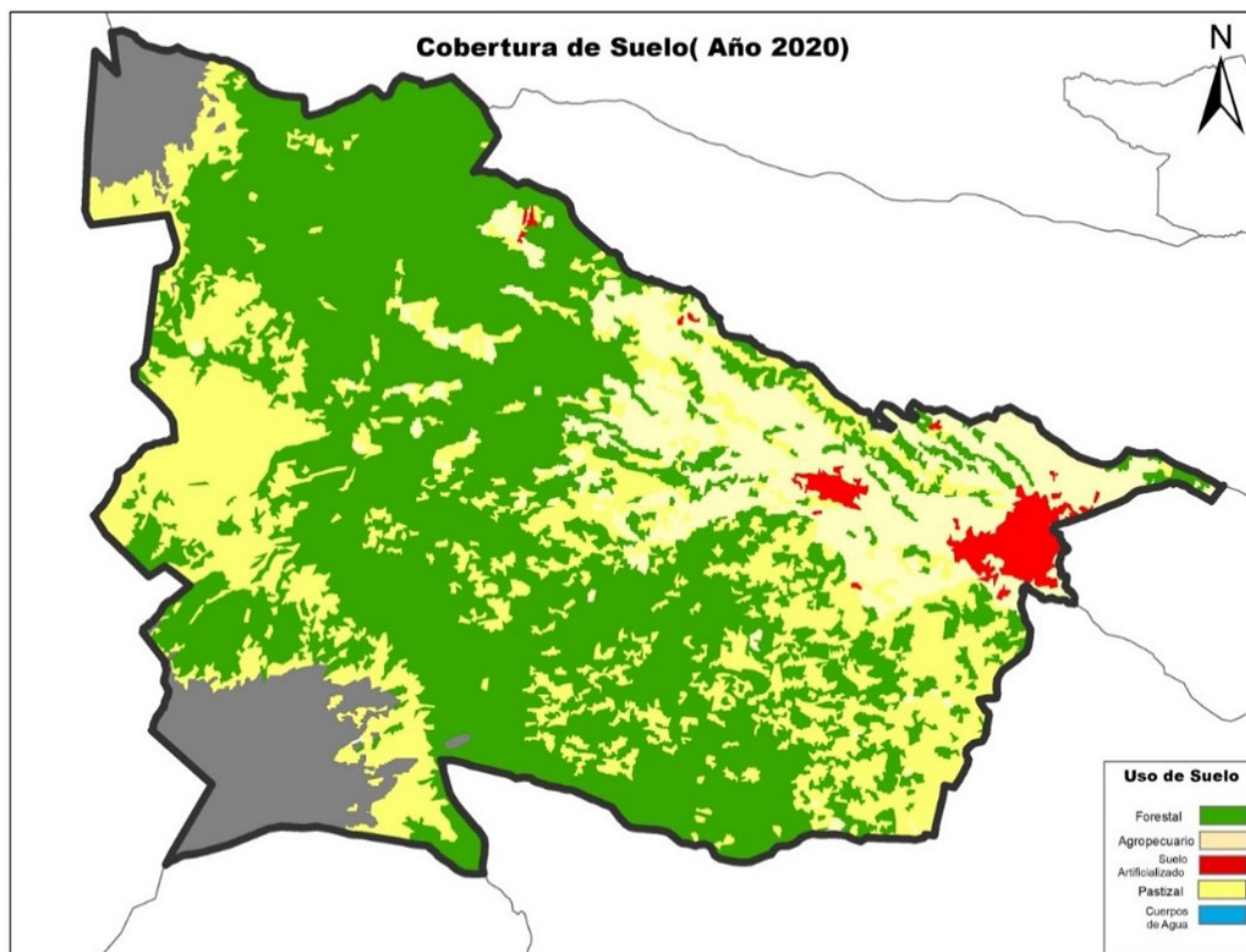 Cobertura de Suelo( Año 2020)
N
Uso de Suelo
Forestal
Agropecuario
Suelo
Artificializado
Pastizal
Cuerpos
de Agua